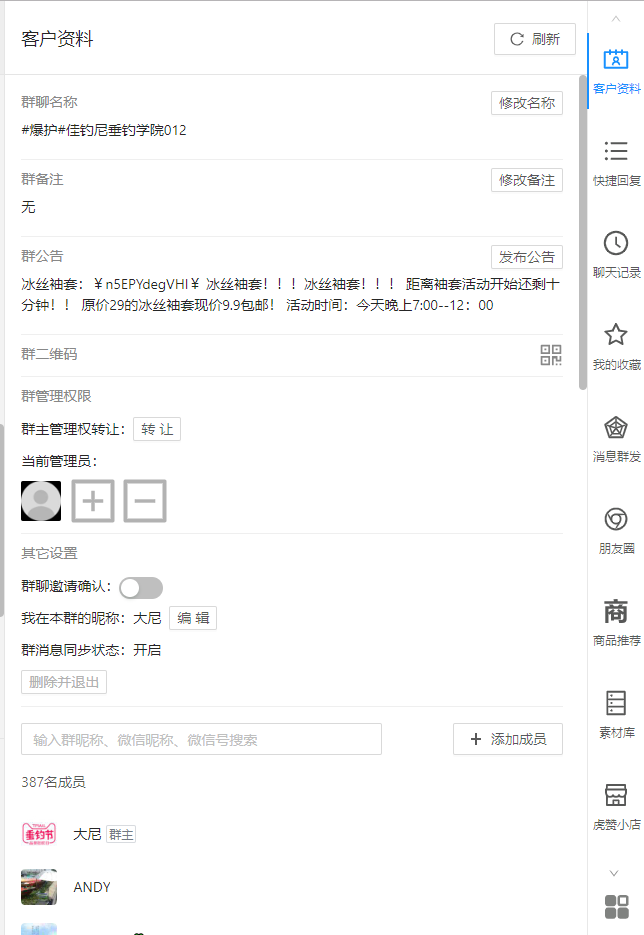 客户资料
刷新
群聊名称
修改名称
#爆护#佳钓尼垂钓学院012
群备注
修改备注
无
群公告
发布公告
冰丝袖套：￥n5EPYdegVHI￥ 冰丝袖套！！！冰丝袖套！！！ 距离袖套活动开始还剩十
分钟！！ 原价29的冰丝袖套现价9.9包邮！ 活动时间：今天晚上7:00--12：00
群二维码
群管理权限
群主管理权转让：
转 让
当前管理员：
其它设置
群聊邀请确认：
我在本群的昵称：大尼
编 辑
群消息同步状态：开启
删除并退出
输入群昵称、微信昵称、微信号搜索
添加成员
387名成员
垂钓节
大尼
群主
ANDY
客户资料
快捷回复
聊天记录
我的收藏
消息群发
朋友圈
商
商品推荐
素材库
虎赞小店